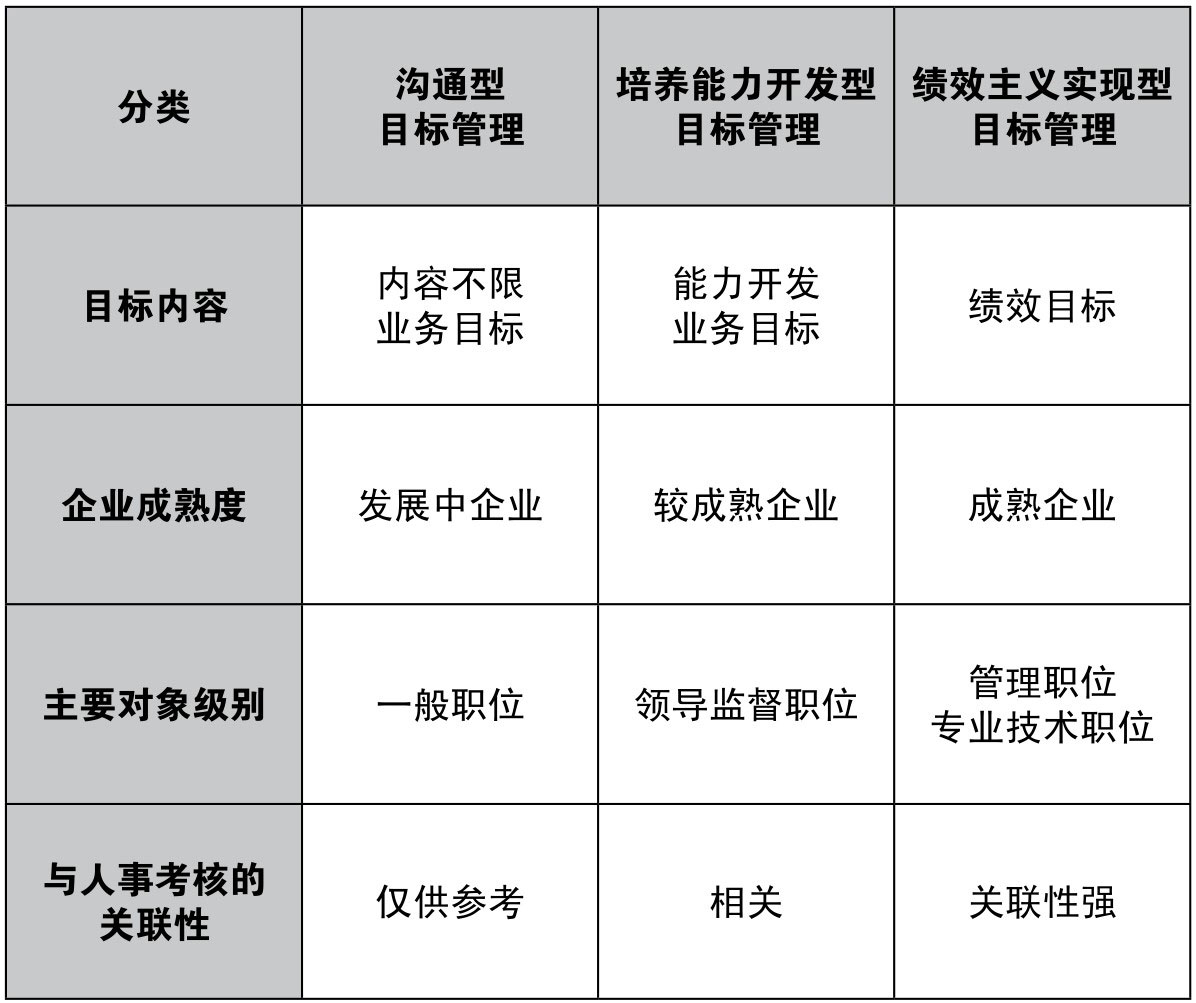 分类
沟通型
目标管理
培养能力开发型
目标管理
绩效主义实现型
目标管理
目标内容
内容不限
业务目标
能力开发
业务目标
绩效目标
企业成熟度
发展中企业
较成熟企业
成熟企业
主要对象级别
一般职位
领导监督职位
管理职位
专业技术职位
与人事考核的
关联性
仅供参考
相关
关联性强